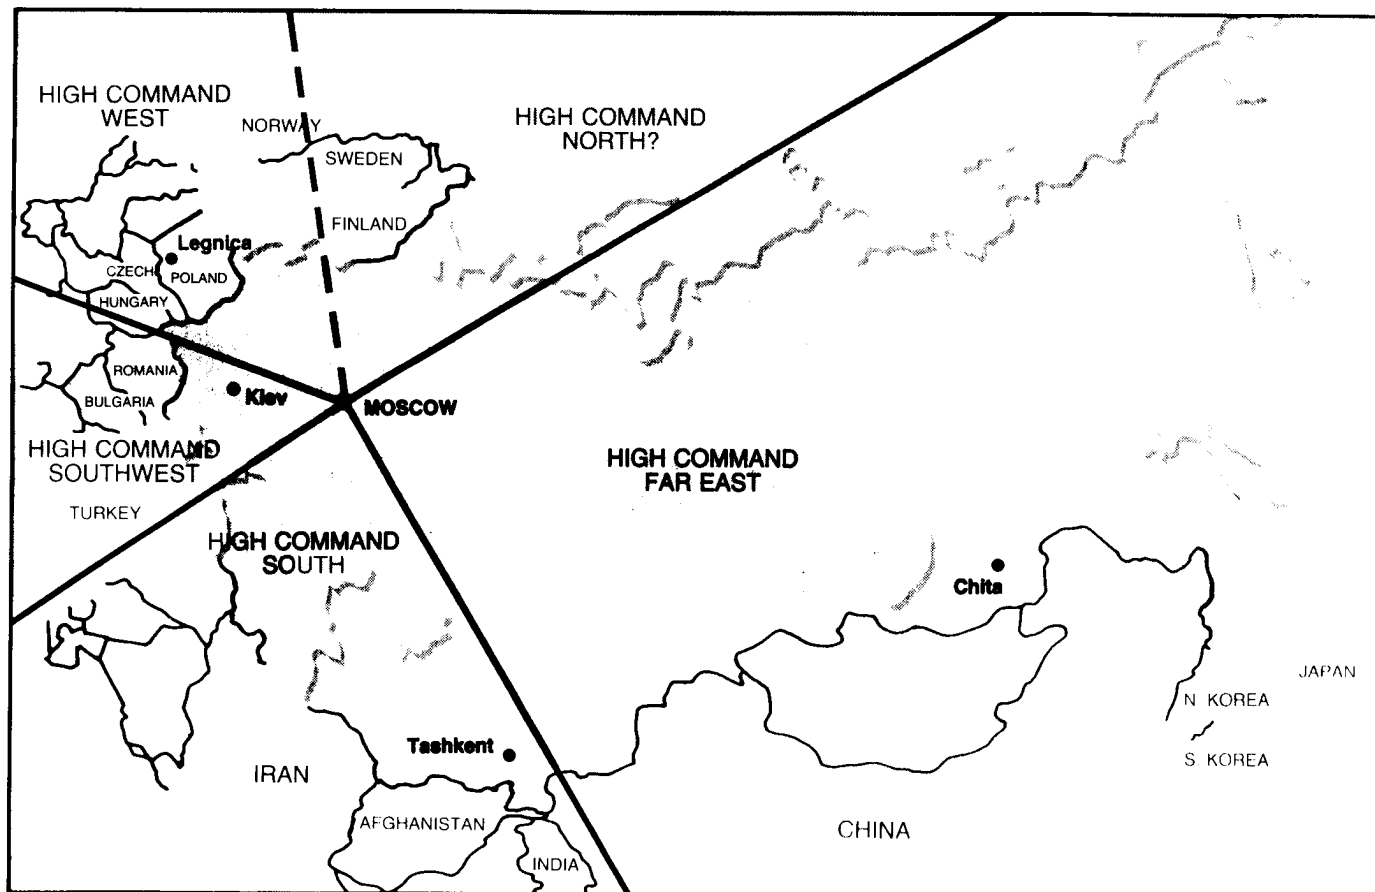 HIGH COMMAND
WEST
NORWAY
SWEDEN
HIGH COMMAND
NORTH?
FINLAND
Legnica
CZECH
POLAND
HUNGARY
ROMANIA
BULGARIA
Kiev
MOSCOW
HIGH COMMAND
SOUTHWEST
TURKEY
HIGH COMMAND
FAR EAST
HIGH COMMAND
SOUTH
Chita
JAPAN
N. KOREA
S. KOREA
Tashkent
IRAN
AFGHANISTAN
INDIA
CHINA